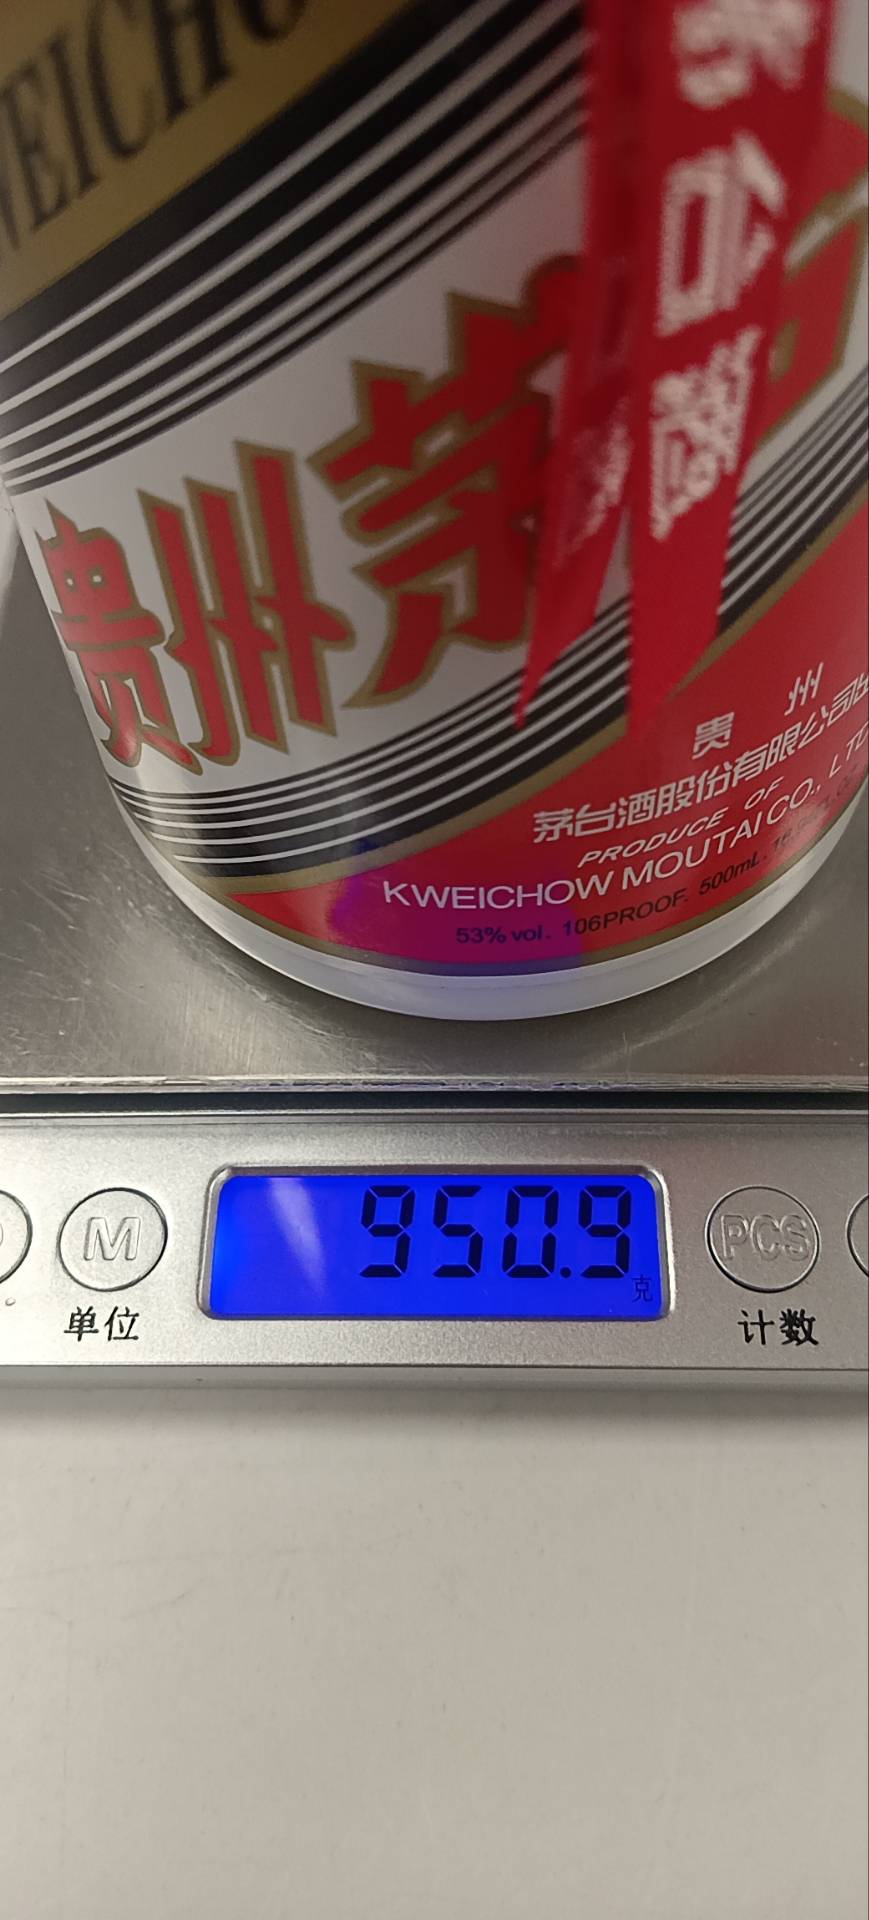 WEICHO
台酒
贵州茅
贵 州
茅台酒股份有限公司出
PRODUCE OF
KWEICHOW MOUTAI CO., LTD
53% vol. 106PROOF. 500mL.
950.9
克
M
PCS
单位
计数